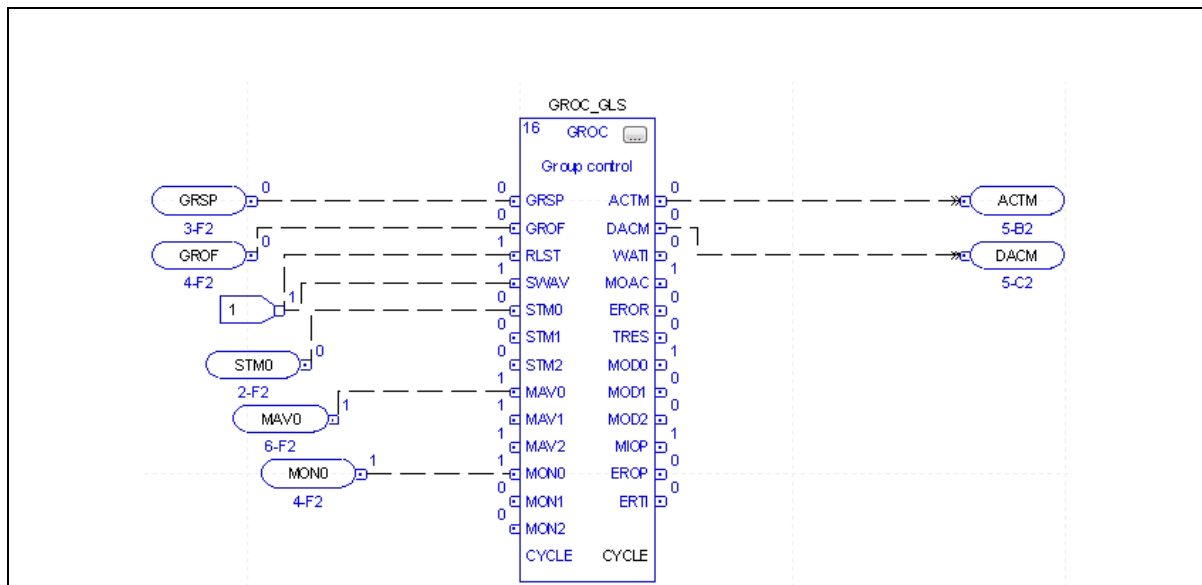 GROC_GLS
16 GROC ...
Group control
GRSP 0 0 GRSP ACTM 0 ACTM
3-F2 5-B2
GROF 0 0 GROF DACM 0 DACM
4-F2 5-C2
1 RLST WATI 0
1 1 1 SWAV MOAC 1
0 STM0 EROR 0
STM0 0 0 STM1 TRES 0
2-F2
0 STM2 MOD0 1
MAV0 1 1 MAV0 MOD1 0
6-F2
1 MAV1 MOD2 0
1 MAV2 MIOP 1
MON0 1 1 MON0 EROP 0
4-F2
0 MON1 ERTI 0
0 MON2
CYCLE CYCLE